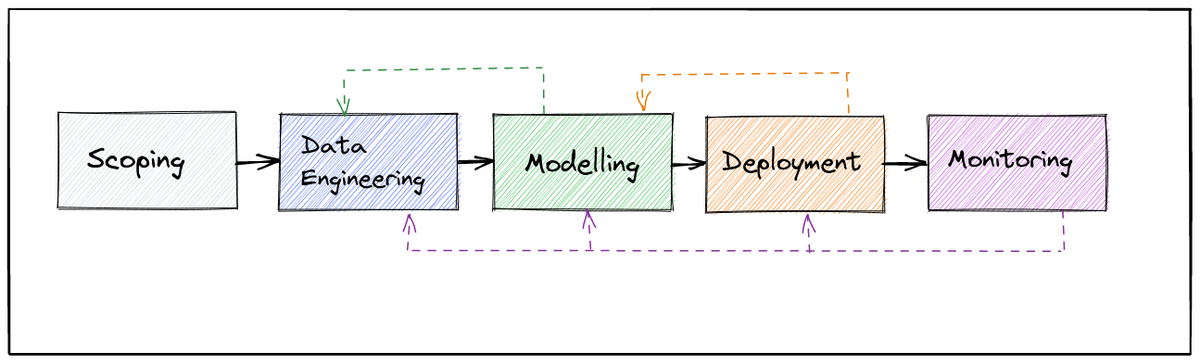 Scoping
Data
Engineering
Modelling
Deployment
Monitoring